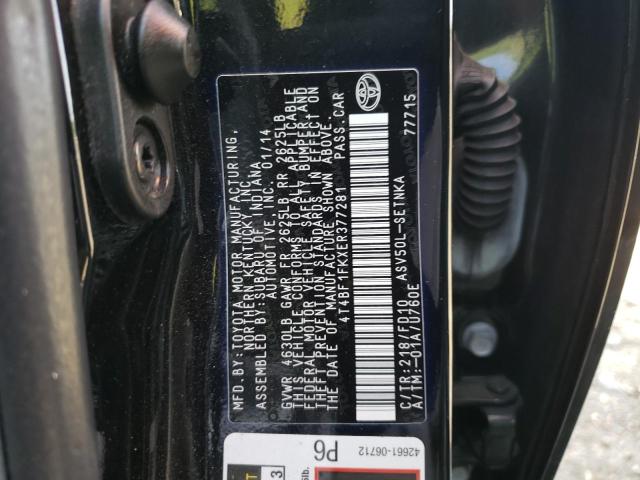 MFD. BY: TOYOTA MOTOR MANUFACTURING,
NORTHERN KENTUCKY, INC.
ASSEMBLED BY: SUBARU OF INDIANA
AUTOMOTIVE, INC. 01/14
GVWR 4630LB GAWR FR 2625LB RR 2625LB
THIS VEHICLE CONFORMS TO ALL APPLICABLE
FEDERAL MOTOR VEHICLE SAFETY, BUMPER, AND
THEFT PREVENTION STANDARDS IN EFFECT ON
THE DATE OF MANUFACTURE SHOWN ABOVE.
4T4BF1FKXER377281 PASS.CAR
C/TR:218/FD10 ASV50L-SETNKA
A/TM:-01A/U760E 77715
42661-06712
P6